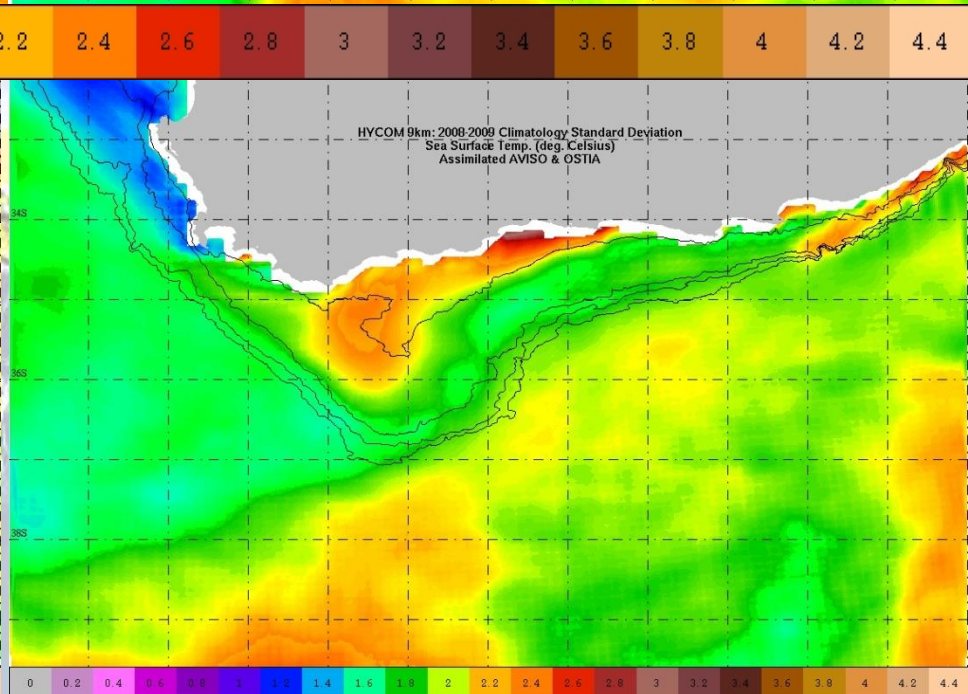 2.2 2.4 2.6 2.8 3 3.2 3.4 3.6 3.8 4 4.2 4.4
HYCOM 9km: 2008-2009 Climatology Standard Deviation
Sea Surface Temp. (deg. Celsius)
Assimilated AVISO & OSTIA
34S
36S
38S
0 0.2 0.4 0.6 0.8 1 1.2 1.4 1.6 1.8 2 2.2 2.4 2.6 2.8 3 3.2 3.4 3.6 3.8 4 4.2 4.4